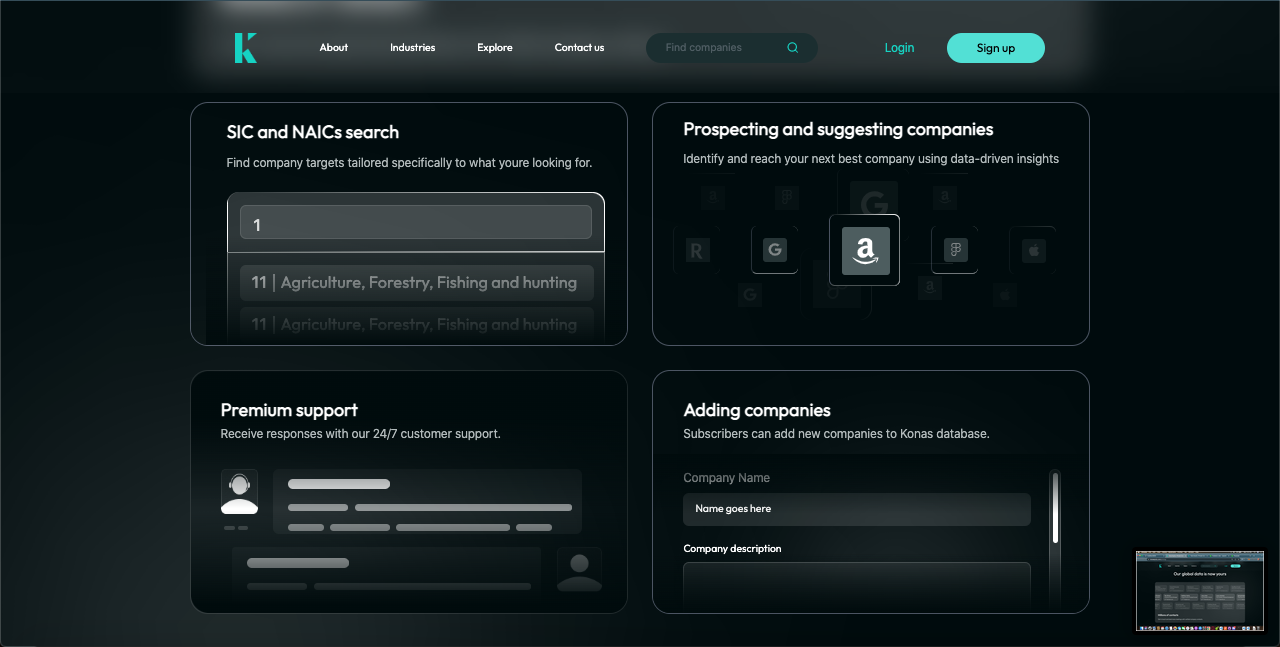 About Industries Explore Contact us Find companies Login Sign up
SIC and NAICs search
Find company targets tailored specifically to what youre looking for.
1
11 | Agriculture, Forestry, Fishing and hunting
11 | Agriculture, Forestry, Fishing and hunting
Prospecting and suggesting companies
Identify and reach your next best company using data-driven insights
R G a
G
Premium support
Receive responses with our 24/7 customer support.
Adding companies
Subscribers can add new companies to Konas database.
Company Name
Name goes here
Company description
Our global data is new yours